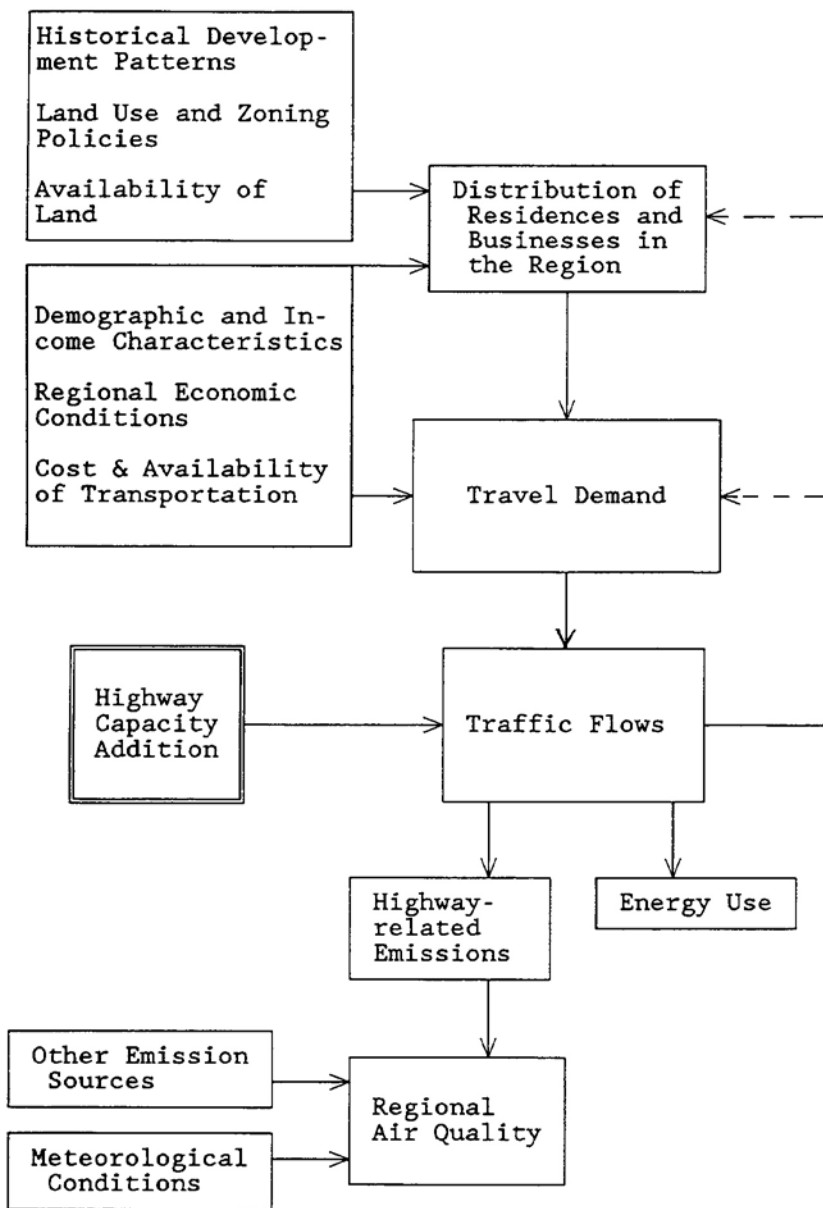 Historical Develop-
ment Patterns
Land Use and Zoning
Policies
Availability of
Land
Distribution of
Residences and
Businesses in
the Region
Demographic and In-
come Characteristics
Regional Economic
Conditions
Cost & Availability
of Transportation
Travel Demand
Highway
Capacity
Addition
Traffic Flows
Highway-
related
Emissions
Energy Use
Other Emission
Sources
Regional
Air Quality
Meteorological
Conditions